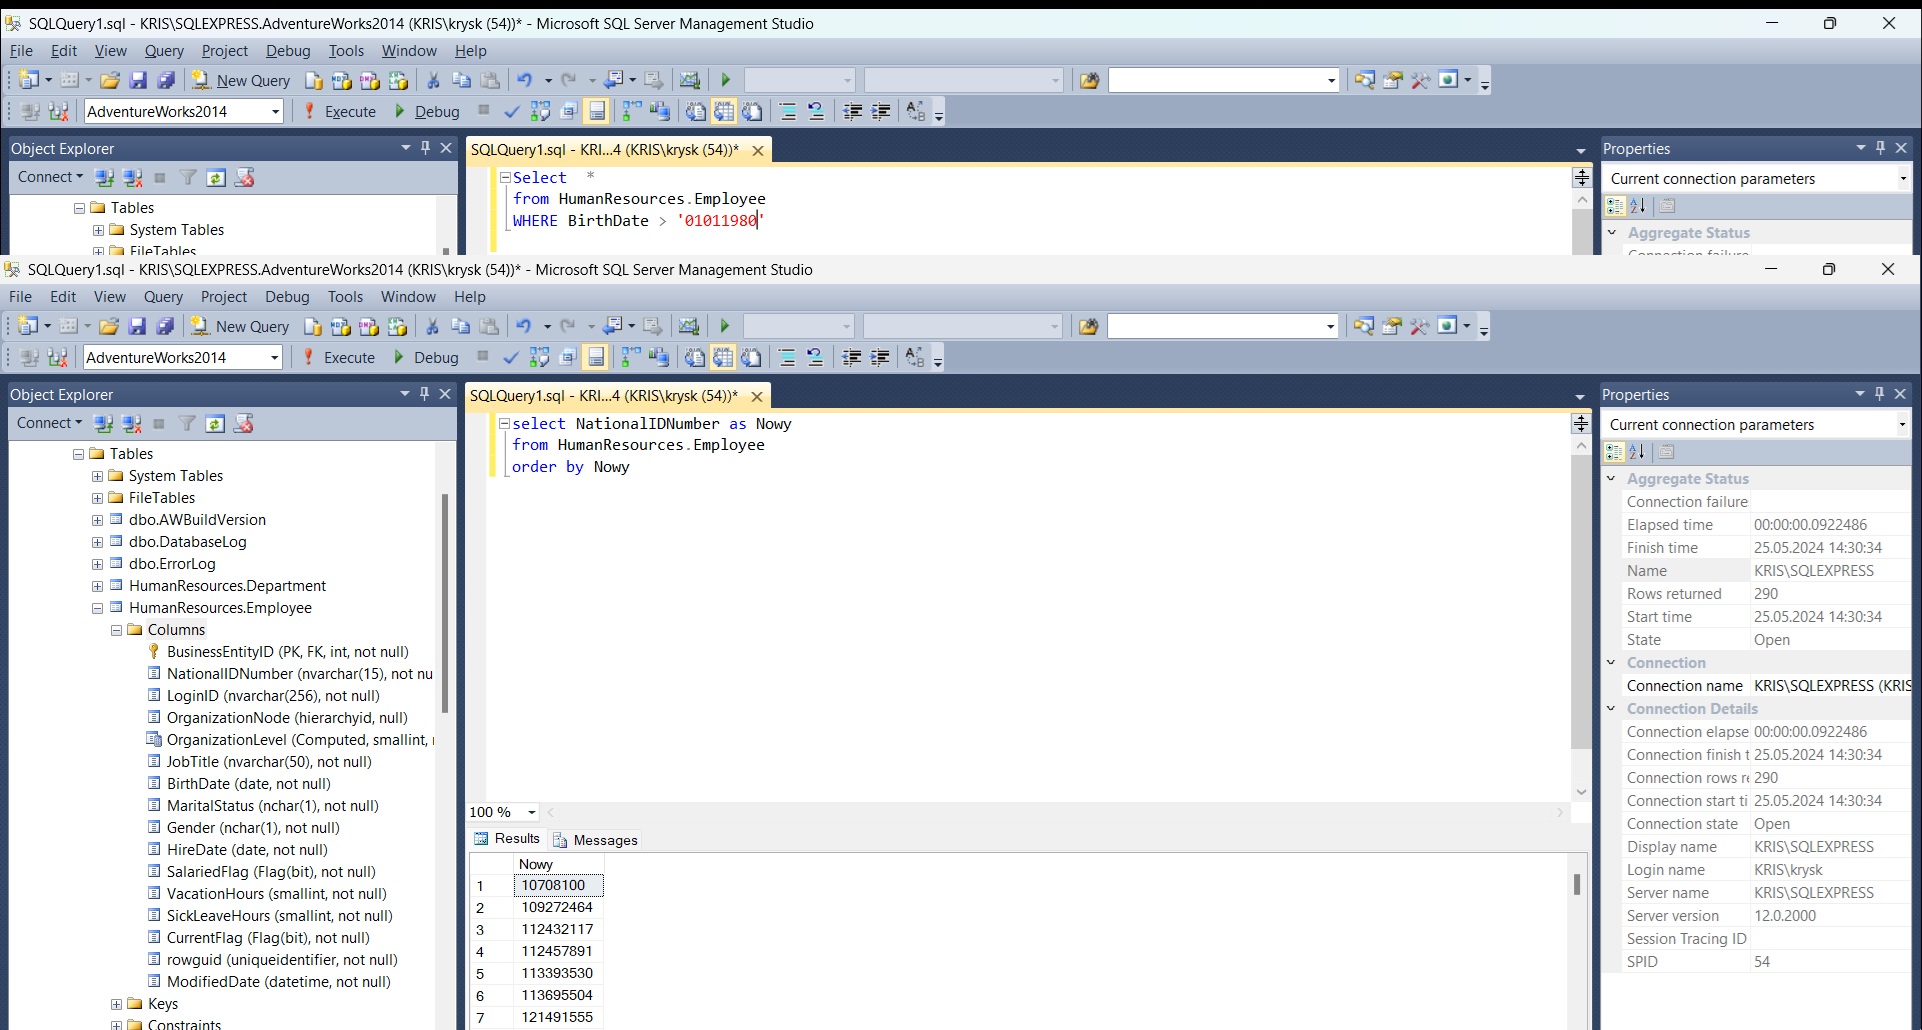 SQLQuery1.sql - KRIS\SQLEXPRESS.AdventureWorks2014 (KRIS\krysk (54))* - Microsoft SQL Server Management Studio
File Edit View Query Project Debug Tools Window Help
New Query
AdventureWorks2014 Execute Debug
Object Explorer
Connect
Tables
System Tables
FileTables
SQLQuery1.sql - KRI...4 (KRIS\krysk (54))*
Select *
from HumanResources.Employee
WHERE BirthDate > '01011980'
Properties
Current connection parameters
Aggregate Status
Connection failure
SQLQuery1.sql - KRIS\SQLEXPRESS.AdventureWorks2014 (KRIS\krysk (54))* - Microsoft SQL Server Management Studio
File Edit View Query Project Debug Tools Window Help
New Query
AdventureWorks2014 Execute Debug
Object Explorer
Connect
Tables
System Tables
FileTables
dbo.AWBuildVersion
dbo.DatabaseLog
dbo.ErrorLog
HumanResources.Department
HumanResources.Employee
Columns
BusinessEntityID (PK, FK, int, not null)
NationalIDNumber (nvarchar(15), not nu
LoginID (nvarchar(256), not null)
OrganizationNode (hierarchyid, null)
OrganizationLevel (Computed, smallint,
JobTitle (nvarchar(50), not null)
BirthDate (date, not null)
MaritalStatus (nchar(1), not null)
Gender (nchar(1), not null)
HireDate (date, not null)
SalariedFlag (Flag(bit), not null)
VacationHours (smallint, not null)
SickLeaveHours (smallint, not null)
CurrentFlag (Flag(bit), not null)
rowguid (uniqueidentifier, not null)
ModifiedDate (datetime, not null)
Keys
Constraints
SQLQuery1.sql - KRI...4 (KRIS\krysk (54))*
select NationalIDNumber as Nowy
from HumanResources.Employee
order by Nowy
100 %
Results Messages
Nowy
1 10708100
2 109272464
3 112432117
4 112457891
5 113393530
6 113695504
7 121491555
Properties
Current connection parameters
Aggregate Status
Connection failure
Elapsed time 00:00:00.0922486
Finish time 25.05.2024 14:30:34
Name KRIS\SQLEXPRESS
Rows returned 290
Start time 25.05.2024 14:30:34
State Open
Connection
Connection name KRIS\SQLEXPRESS (KRIS
Connection Details
Connection elapse 00:00:00.0922486
Connection finish t 25.05.2024 14:30:34
Connection rows re 290
Connection start ti 25.05.2024 14:30:34
Connection state Open
Display name KRIS\SQLEXPRESS
Login name KRIS\krysk
Server name KRIS\SQLEXPRESS
Server version 12.0.2000
Session Tracing ID
SPID 54